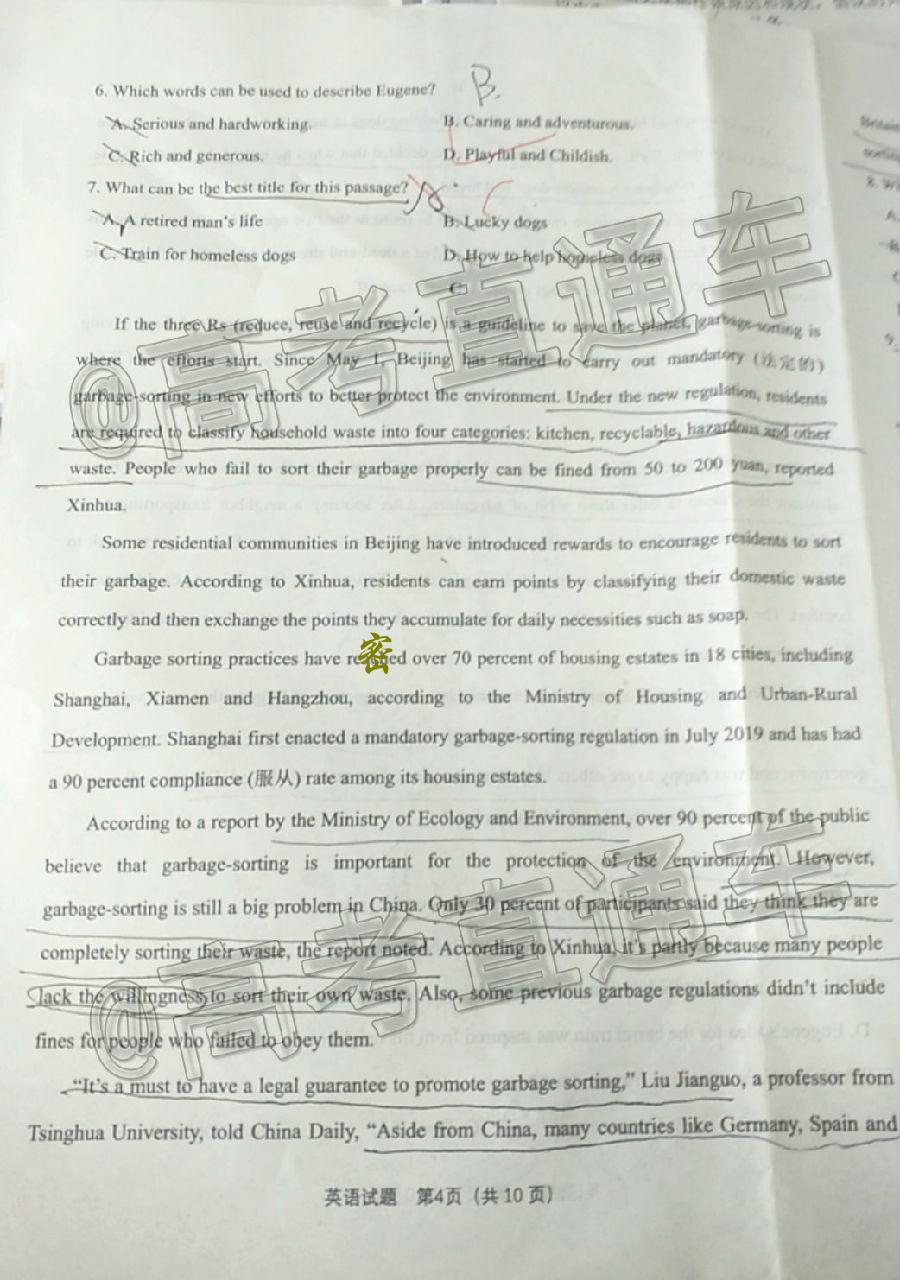 6. Which words can be used to describe Eugene?
B.
A. Serious and hardworking.
B. Caring and adventurous.
C. Rich and generous.
D. Playful and Childish.
7. What can be the best title for this passage?
C
A. A retired man's life
B. Lucky dogs
C. Train for homeless dogs
D. How to help homeless dogs
C
If the three Rs (reduce, reuse and recycle) is a guideline to save the planet, garbage-sorting is
where the efforts start. Since May 1, Beijing has started to carry out mandatory (法定的)
garbage-sorting in new efforts to better protect the environment. Under the new regulation, residents
are required to classify household waste into four categories: kitchen, recyclable, hazardous and other
waste. People who fail to sort their garbage properly can be fined from 50 to 200 yuan, reported
Xinhua.
Some residential communities in Beijing have introduced rewards to encourage residents to sort
their garbage. According to Xinhua, residents can earn points by classifying their domestic waste
correctly and then exchange the points they accumulate for daily necessities such as soap.
密
Garbage sorting practices have reached over 70 percent of housing estates in 18 cities, including
Shanghai, Xiamen and Hangzhou, according to the Ministry of Housing and Urban-Rural
Development. Shanghai first enacted a mandatory garbage-sorting regulation in July 2019 and has had
a 90 percent compliance (服从) rate among its housing estates.
According to a report by the Ministry of Ecology and Environment, over 90 percent of the public
believe that garbage-sorting is important for the protection of the environment. However,
garbage-sorting is still a big problem in China. Only 30 percent of participants said they think they are
completely sorting their waste, the report noted. According to Xinhua, it's partly because many people
lack the willingness to sort their own waste. Also, some previous garbage regulations didn't include
fines for people who failed to obey them.
"It's a must to have a legal guarantee to promote garbage sorting," Liu Jianguo, a professor from
Tsinghua University, told China Daily, "Aside from China, many countries like Germany, Spain and
英语试题 第4页（共10页）
@高考直通车
@高考直通车
8. W
A.
9.